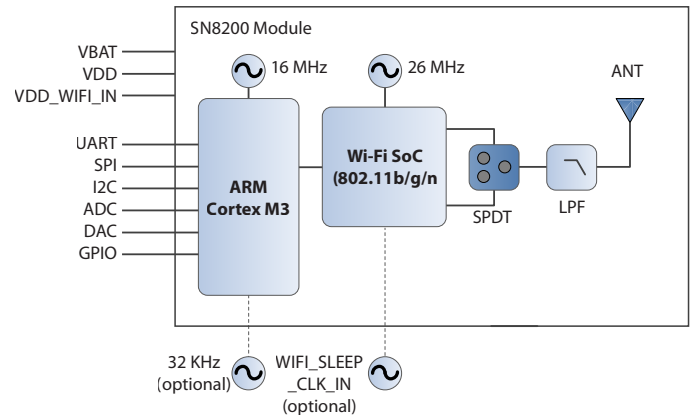 SN8200 Module
VBAT
VDD
VDD_WIFI_IN
16 MHz
26 MHz
ANT
UART
SPI
I2C
ADC
DAC
GPIO
ARM
Cortex M3
Wi-Fi SoC
(802.11b/g/n
SPDT
LPF
32 KHz
(optional)
WIFI_SLEEP
_CLK_IN
(optional)